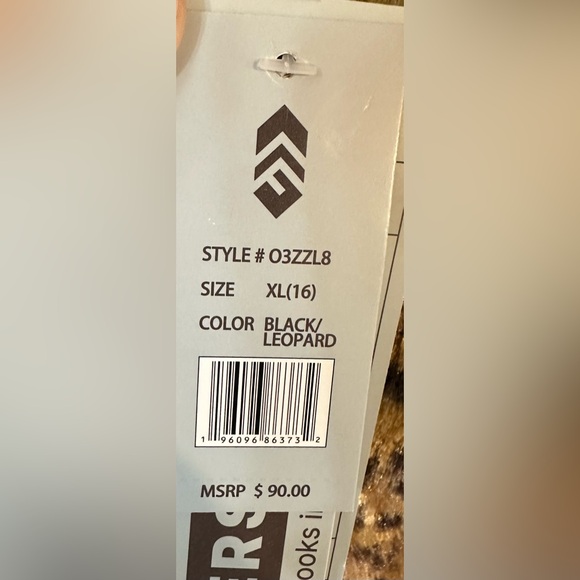 STYLE # O3ZZL8
SIZE XL(16)
COLOR BLACK/
LEOPARD
1 96096 86373 2
MSRP $ 90.00
ERS
ooks i